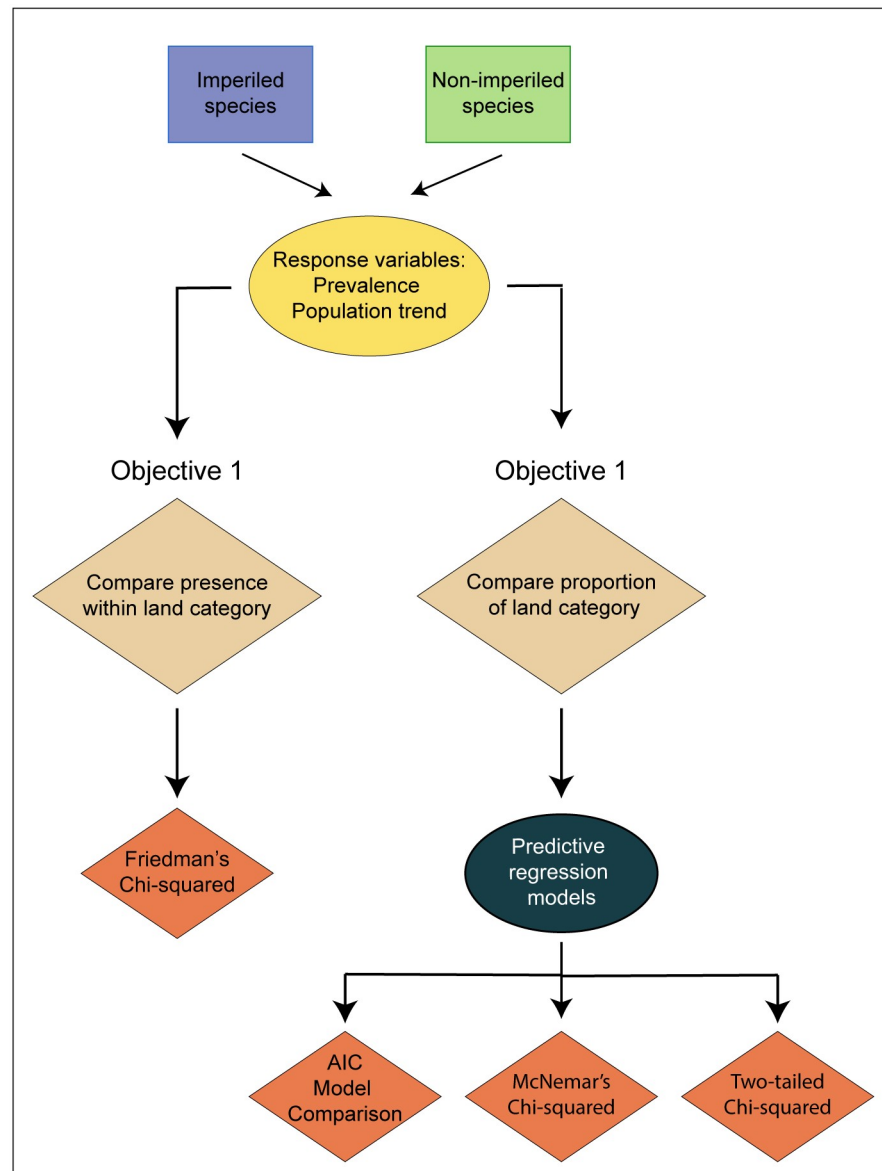 Imperiled
species
Non-imperiled
species
Response variables:
Prevalence
Population trend
Objective 1
Objective 1
Compare presence
within land category
Compare proportion
of land category
Friedman's
Chi-squared
Predictive
regression
models
AIC
Model
Comparison
McNemar's
Chi-squared
Two-tailed
Chi-squared